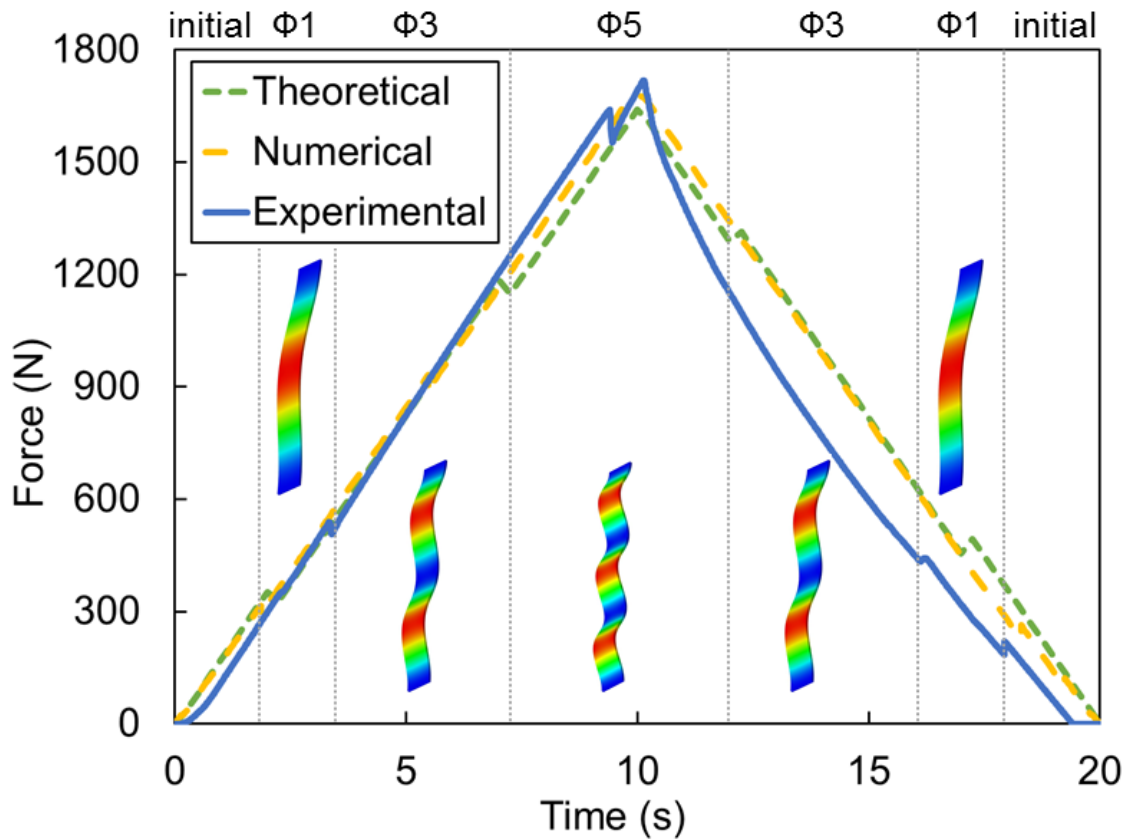 initial Φ1 Φ3 Φ5 Φ3 Φ1 initial
1800
1500
1200
900
600
300
0
Force (N)
Theoretical
Numerical
Experimental
0 5 10 15 20
Time (s)